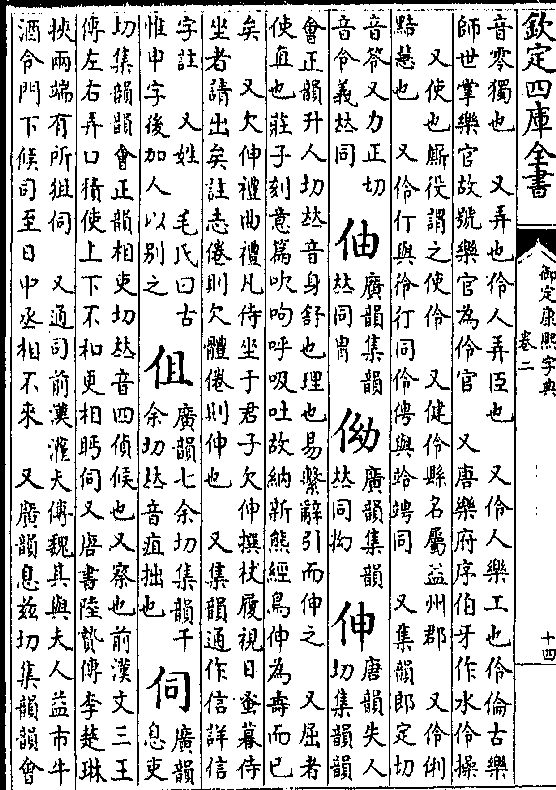 欽定四庫全書
御定康熙字典
卷二
十四
音零獨也 又弄也伶人弄臣也 又伶人樂工也伶倫古樂
師世掌樂官故號樂官為伶官 又唐樂府序伯牙作水伶操
又使也厮役謂之使伶 又健伶縣名屬益州郡 又伶俐
黠慧也 又伶仃與彾仃同伶俜與跉竮同 又集韻郎定切
音笭又力正切
音令義𠀤同
伷
廣韻集韻
𠀤同胄
㑃
廣韻集韻
𠀤同拗
伸
唐韻失人
切集韻韻
會正韻升人切𠀤音身舒也理也易繫辭引而伸之 又屈者
使直也莊子刻意篇吹呴呼吸吐故納新熊經鳥伸為壽而已
矣 又欠伸禮曲禮凡侍坐于君子欠伸撰杖屨視日蚤暮侍
坐者請出矣註志倦則欠體倦則伸也 又集韻通作信詳信
字註 又姓 毛氏曰古
惟申字後加人以别之
伹
廣韻七余切集韻千
余切𠀤音疽拙也
伺
廣韻
息吏
切集韻韻會正韻相吏切𠀤音四偵候也又察也前漢文三王
傳左右弄口積使上下不和更相眄伺又唐書陸贄傳李楚琳
挾兩端有所狙伺 又通司前漢灌夫傳魏其與夫人益市牛
酒令門下候司至日中丞相不來 又廣韻息玆切集韻韻會